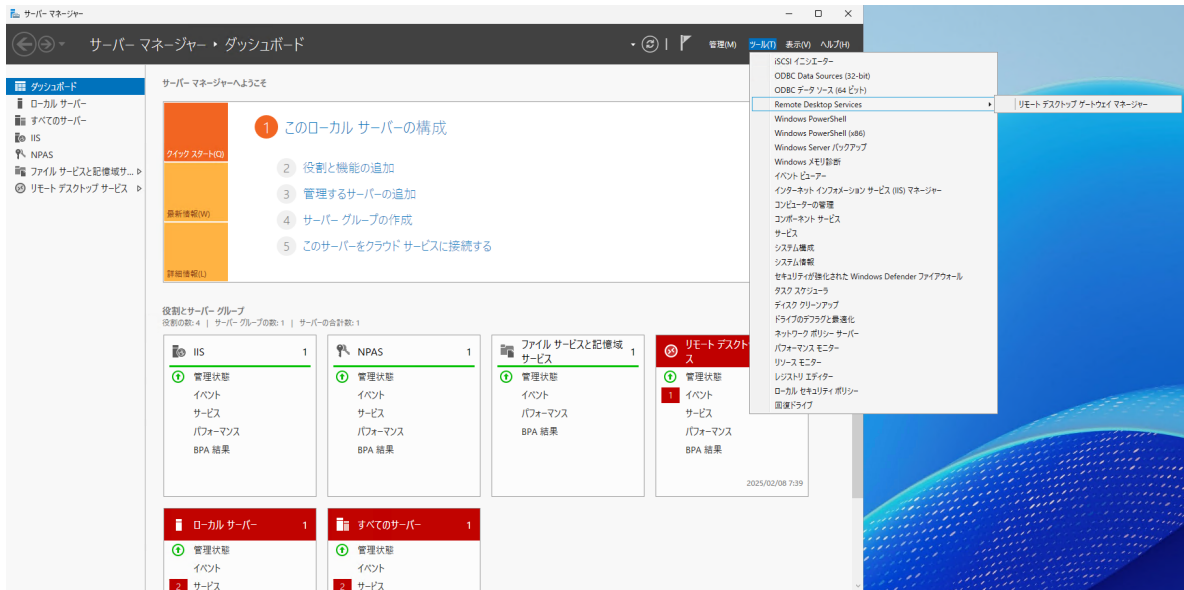 サーバー マネージャー
サーバー マネージャー・ダッシュボード
管理(M) ツール(T) 表示(V) ヘルプ(H)
ダッシュボード
ローカル サーバー
すべてのサーバー
IIS
NPAS
ファイル サービスと記憶域サ...
リモート デスクトップ サービス
サーバー マネージャーへようこそ
クイック スタート(Q)
最新情報(W)
詳細情報(L)
1 このローカル サーバーの構成
2 役割と機能の追加
3 管理するサーバーの追加
4 サーバー グループの作成
5 このサーバーをクラウド サービスに接続する
役割とサーバー グループ
役割の数: 4 | サーバー グループの数: 1 | サーバーの合計数: 1
IIS 1
管理状態
イベント
サービス
パフォーマンス
BPA 結果
NPAS 1
管理状態
イベント
サービス
パフォーマンス
BPA 結果
ファイル サービスと記憶域
サービス 1
管理状態
イベント
サービス
パフォーマンス
BPA 結果
リモート デスクト
ス
管理状態
1 イベント
サービス
パフォーマンス
BPA 結果
2025/02/08 7:39
ローカル サーバー 1
管理状態
イベント
2 サービス
すべてのサーバー 1
管理状態
イベント
2 サービス
iSCSI イニシエーター
ODBC Data Sources (32-bit)
ODBC データ ソース (64 ビット)
Remote Desktop Services
Windows PowerShell
Windows PowerShell (x86)
Windows Server バックアップ
Windows メモリ診断
イベント ビューアー
インターネット インフォメーション サービス (IIS) マネージャー
コンピューターの管理
コンポーネント サービス
サービス
システム構成
システム情報
セキュリティが強化された Windows Defender ファイアウォール
タスク スケジューラ
ディスク クリーンアップ
ドライブのデフラグと最適化
ネットワーク ポリシー サーバー
パフォーマンス モニター
リソース モニター
レジストリ エディター
ローカル セキュリティ ポリシー
回復ドライブ
リモート デスクトップ ゲートウェイ マネージャー